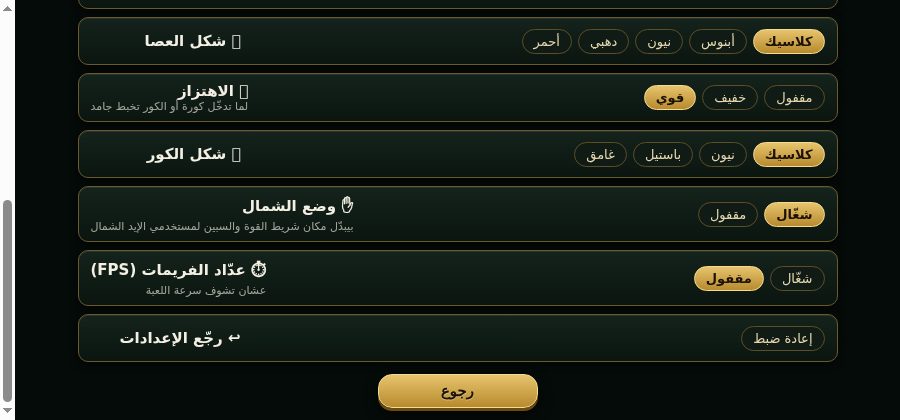 شكل العصا
كلاسيك أبنوس نيون دهبي أحمر
الاهتزاز
لما تدخّل كورة أو الكور تخبط جامد
مقفول خفيف قوي
شكل الكور
كلاسيك نيون باستيل غامق
✋ وضع الشمال
بيبدّل مكان شريط القوة والسبين لمستخدمي الإيد الشمال
شغّال مقفول
⏱ عدّاد الفريمات (FPS)
عشان تشوف سرعة اللعبة
شغّال مقفول
↩ رجّع الإعدادات
إعادة ضبط
رجوع